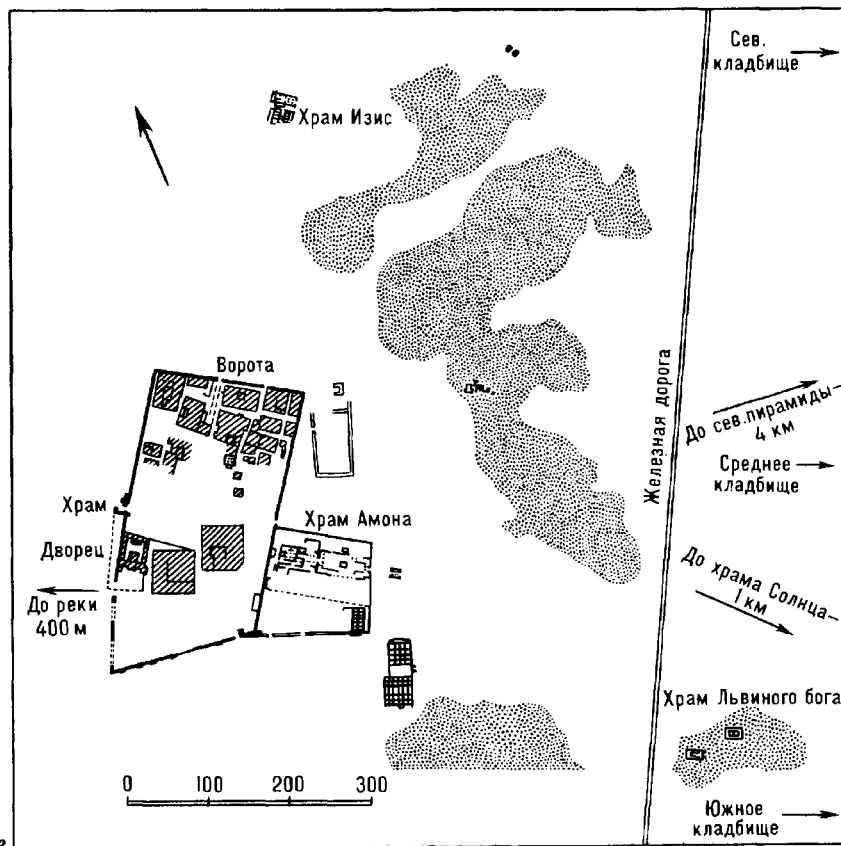 Сев.
кладбище
Храм Изис
Ворота
Железная дорога
До сев.пирамиды-
4 км
Среднее
кладбище
Храм
Храм Амона
Дворец
До реки
400 м
До храма Солнца-
1 км
Храм Львиного бога
0 100 200 300
Южное
кладбище